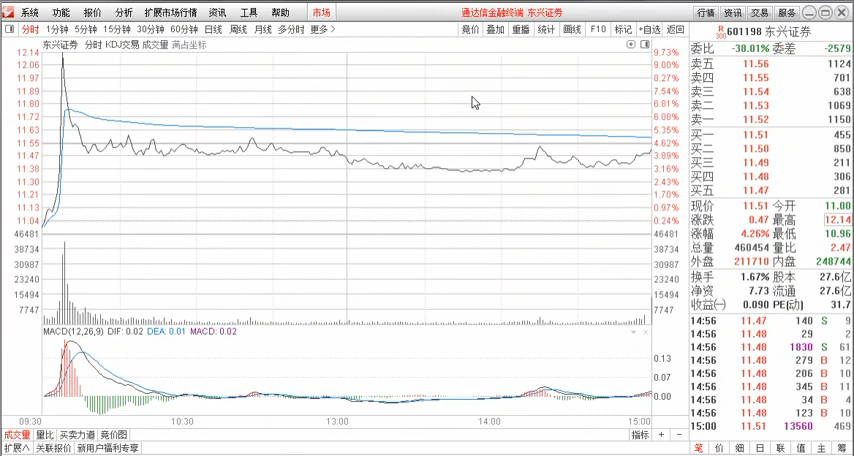 系统 功能 报价 分析 扩展市场行情 资讯 工具 帮助 市场 通达信金融终端 东兴证券 行情 资讯 交易 服务
分时 1分钟 5分钟 15分钟 30分钟 60分钟 日线 周线 月线 多分时 更多> 竞价 叠加 重播 统计 画线 F10 标记 +自选 返回
东兴证券 分时 KDJ交易 成交量 满占坐标
R 300 601198 东兴证券
12.14 9.73%
12.06 9.00%
11.97 8.27%
11.89 7.54%
11.80 6.81%
11.72 6.08%
11.63 5.35%
11.55 4.62%
11.47 3.89%
11.38 3.16%
11.30 2.43%
11.21 1.70%
11.13 0.97%
11.04 0.24%
46481 46481
38734 38734
30987 30987
23240 23240
15494 15494
7747 7747
MACD(12,26,9) DIF: 0.02 DEA: 0.01 MACD: 0.02
0.13
0.07
0.00
09:30 10:30 13:00 14:00 15:00
成交量 量比 买卖力道 竞价图 指标 + −
扩展∧ 关联报价 新用户福利专享
委比 -38.01% 委差 -2579
卖五 11.56 1124
卖四 11.55 701
卖三 11.54 638
卖二 11.53 1069
卖一 11.52 1150
买一 11.51 455
买二 11.50 850
买三 11.49 211
买四 11.48 306
买五 11.47 281
现价 11.51 今开 11.00
涨跌 0.47 最高 12.14
涨幅 4.26% 最低 10.96
总量 460454 量比 2.47
外盘 211710 内盘 248744
换手 1.67% 股本 27.6亿
净资 7.73 流通 27.6亿
收益㈠ 0.090 PE(动) 31.7
14:56 11.47 140 S 9
14:56 11.48 29 2
14:56 11.48 1830 S 61
14:56 11.48 279 B 12
14:56 11.48 206 B 10
14:56 11.48 345 B 11
14:56 11.48 34 B 4
14:56 11.48 123 B 10
15:00 11.51 13560 469
笔 价 细 日 联 值 主 筹